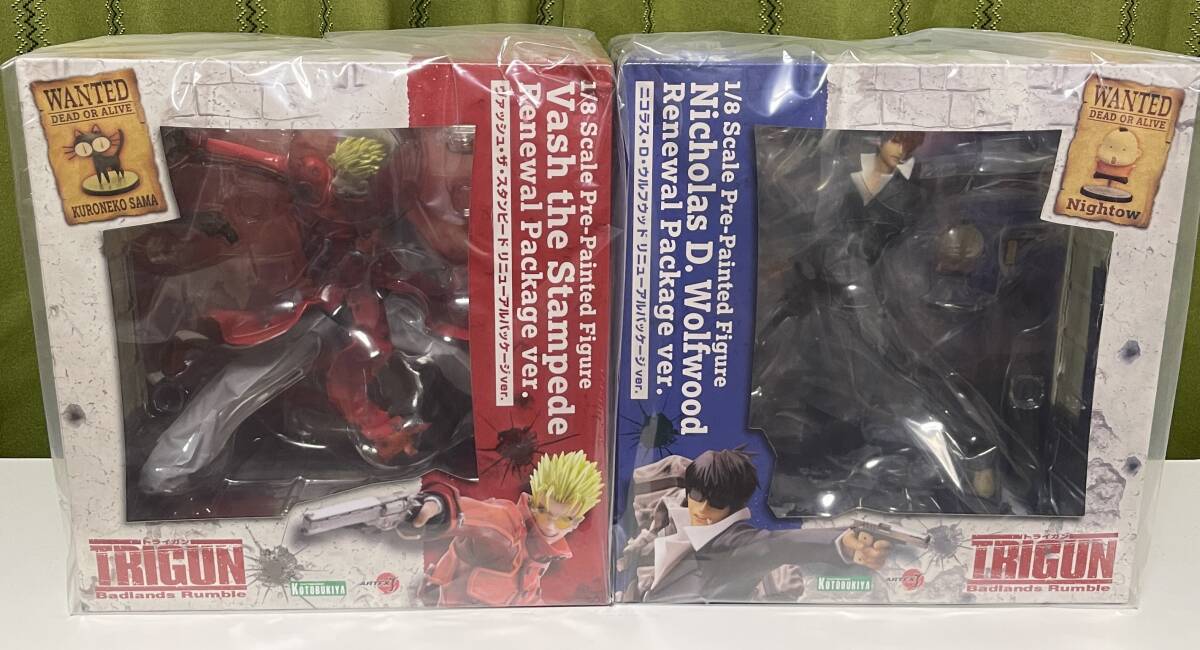 WANTED
DEAD OR ALIVE
KURONEKO SAMA
1/8 Scale Pre-Painted Figure
Vash the Stampede
Renewal Package ver.
ヴァッシュ・ザ・スタンピード リニューアルパッケージver.
トライガン
TRIGUN
Badlands Rumble
KOTOBUKIYA
ARTFX J
1/8 Scale Pre-Painted Figure
Nicholas D. Wolfwood
Renewal Package ver.
ニコラス・D・ウルフウッド リニューアルパッケージver.
WANTED
DEAD OR ALIVE
Nightow
KOTOBUKIYA
ARTFX J
トライガン
TRIGUN
Badlands Rumble